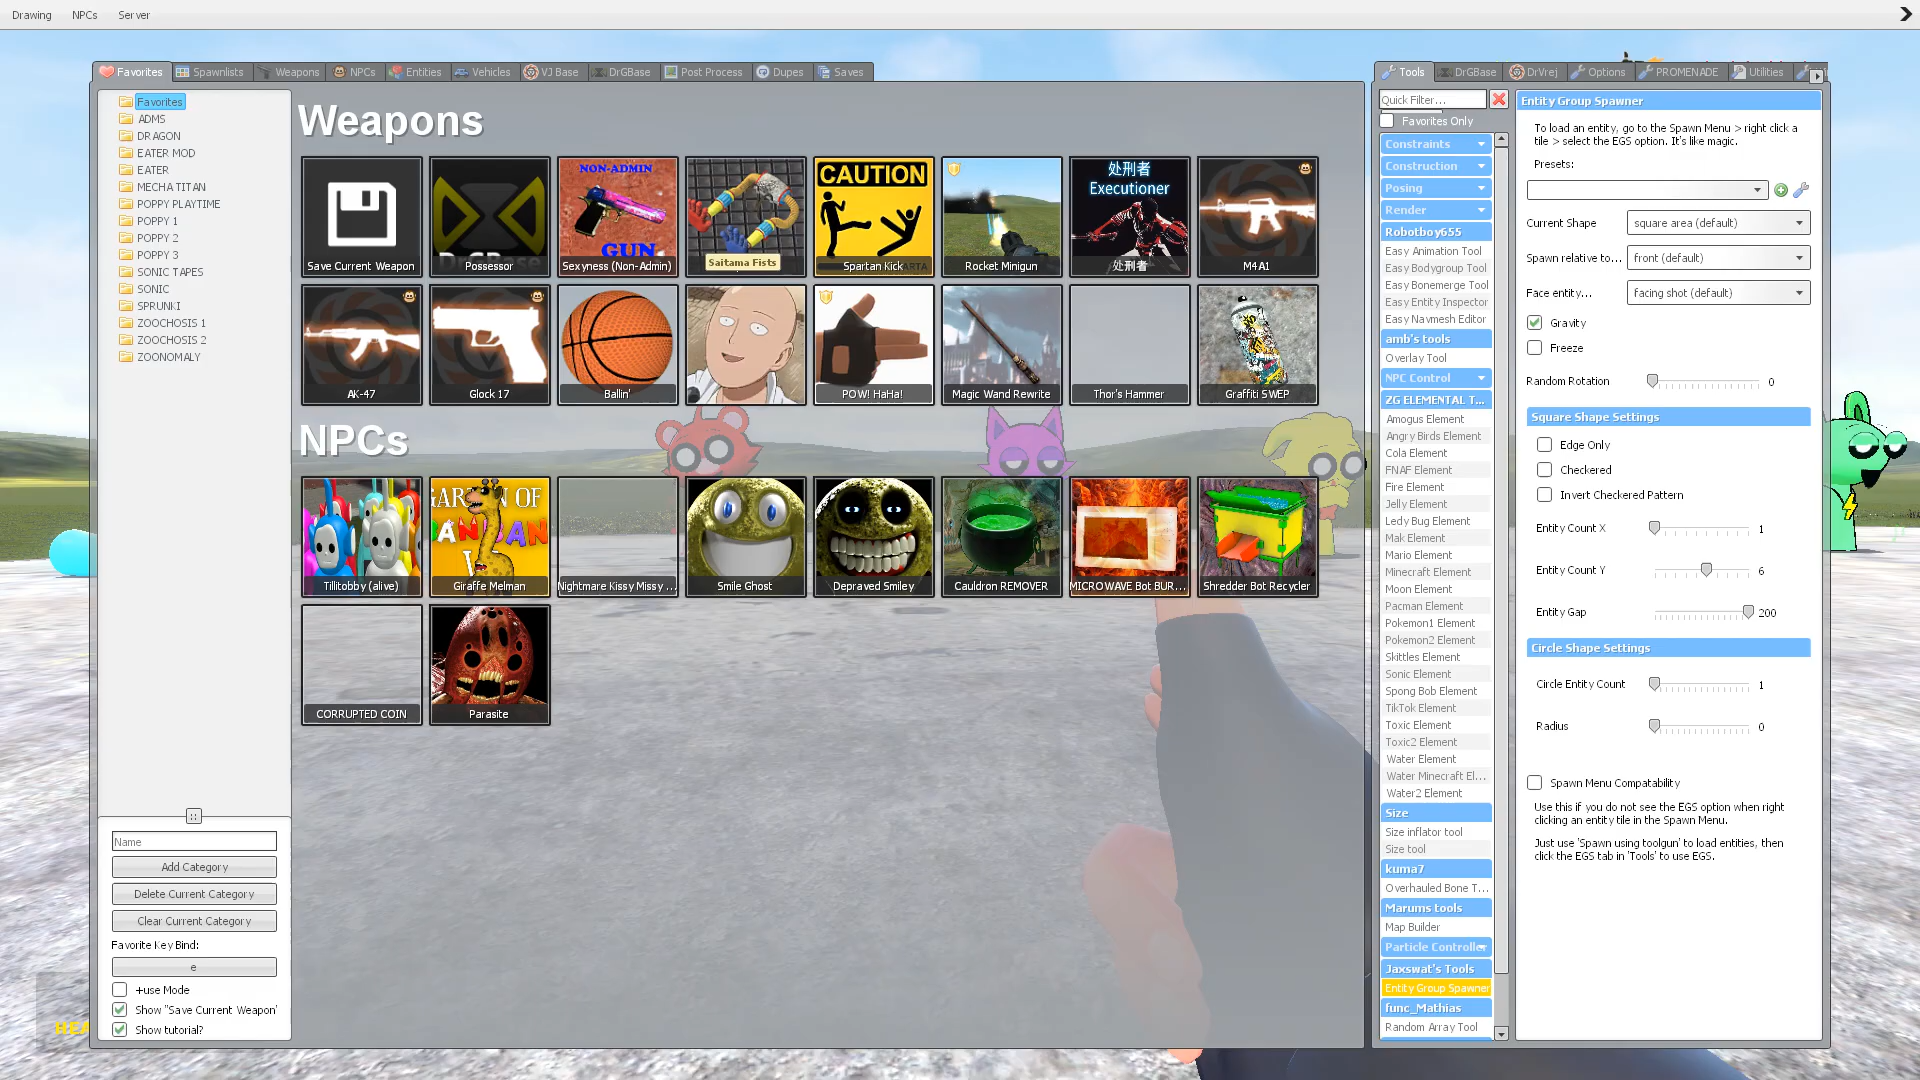 Drawing NPCs Server
Favorites Spawnlists Weapons NPCs Entities Vehicles VJ Base DrGBase Post Process Dupes Saves
Favorites
ADMS
DRAGON
EATER MOD
EATER
MECHA TITAN
POPPY PLAYTIME
POPPY 1
POPPY 2
POPPY 3
SONIC TAPES
SONIC
SPRUNKI
ZOOCHOSIS 1
ZOOCHOSIS 2
ZOONOMALY
Name
Add Category
Delete Current Category
Clear Current Category
Favorite Key Bind:
e
+use Mode
Show "Save Current Weapon"
Show tutorial?
Weapons
NON-ADMIN
GUN
CAUTION
处刑者
Executioner
Saitama Fists
Save Current Weapon Possessor Sexyness (Non-Admin) Spartan Kick Rocket Minigun 处刑者 M4A1
AK-47 Glock 17 Ballin' POW! HaHa! Magic Wand Rewrite Thor's Hammer Graffiti SWEP
NPCs
Tillitobby (alive) Giraffe Melman Nightmare Kissy Missy ... Smile Ghost Depraved Smiley Cauldron REMOVER MICROWAVE Bot BUR... Shredder Bot Recycler
CORRUPTED COIN Parasite
Tools DrGBase DrVrej Options PROMENADE Utilities
Quick Filter...
Favorites Only
Constraints
Construction
Posing
Render
Robotboy655
Easy Animation Tool
Easy Bodygroup Tool
Easy Bonemerge Tool
Easy Entity Inspector
Easy Navmesh Editor
amb's tools
Overlay Tool
NPC Control
ZG ELEMENTAL T...
Amogus Element
Angry Birds Element
Cola Element
FNAF Element
Fire Element
Jelly Element
Ledy Bug Element
Mak Element
Mario Element
Minecraft Element
Moon Element
Pacman Element
Pokemon1 Element
Pokemon2 Element
Skittles Element
Sonic Element
Spong Bob Element
TikTok Element
Toxic Element
Toxic2 Element
Water Element
Water Minecraft El...
Water2 Element
Size
Size inflator tool
Size tool
kuma7
Overhauled Bone T...
Marums tools
Map Builder
Particle Controller
Jaxswat's Tools
Entity Group Spawner
func_Mathias
Random Array Tool
Entity Group Spawner
To load an entity, go to the Spawn Menu > right click a
tile > select the EGS option. It's like magic.
Presets:
Current Shape square area (default)
Spawn relative to... front (default)
Face entity... facing shot (default)
Gravity
Freeze
Random Rotation 0
Square Shape Settings
Edge Only
Checkered
Invert Checkered Pattern
Entity Count X 1
Entity Count Y 6
Entity Gap 200
Circle Shape Settings
Circle Entity Count 1
Radius 0
Spawn Menu Compatability
Use this if you do not see the EGS option when right
clicking an entity tile in the Spawn Menu.
Just use 'Spawn using toolgun' to load entities, then
click the EGS tab in 'Tools' to use EGS.